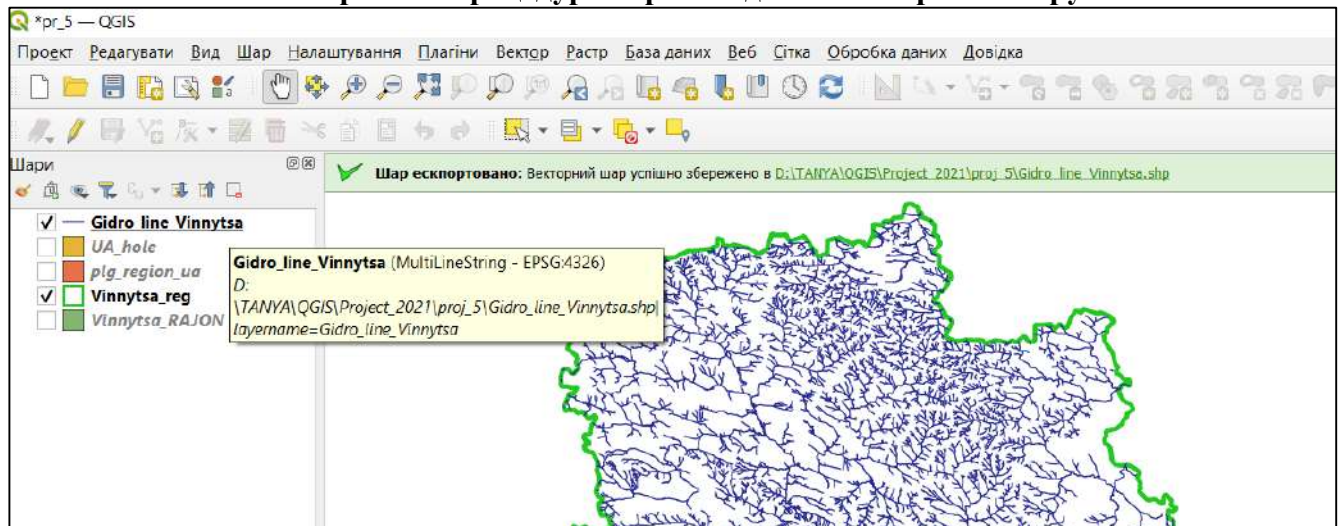 *pr_5 — QGIS
Проект Редагувати Вид Шар Налаштування Плагіни Вектор Растр База даних Веб Сітка Обробка даних Довідка
Шари
Шар ескпортовано: Векторний шар успішно збережено в D:\TANYA\QGIS\Project_2021\proj_5\Gidro_line_Vinnytsa.shp
Gidro_line_Vinnytsa
UA_hole
plg_region_ua
Vinnytsa_reg
Vinnytsa_RAJON
Gidro_line_Vinnytsa (MultiLineString - EPSG:4326)
D:
\TANYA\QGIS\Project_2021\proj_5\Gidro_line_Vinnytsa.shp|
layername=Gidro_line_Vinnytsa